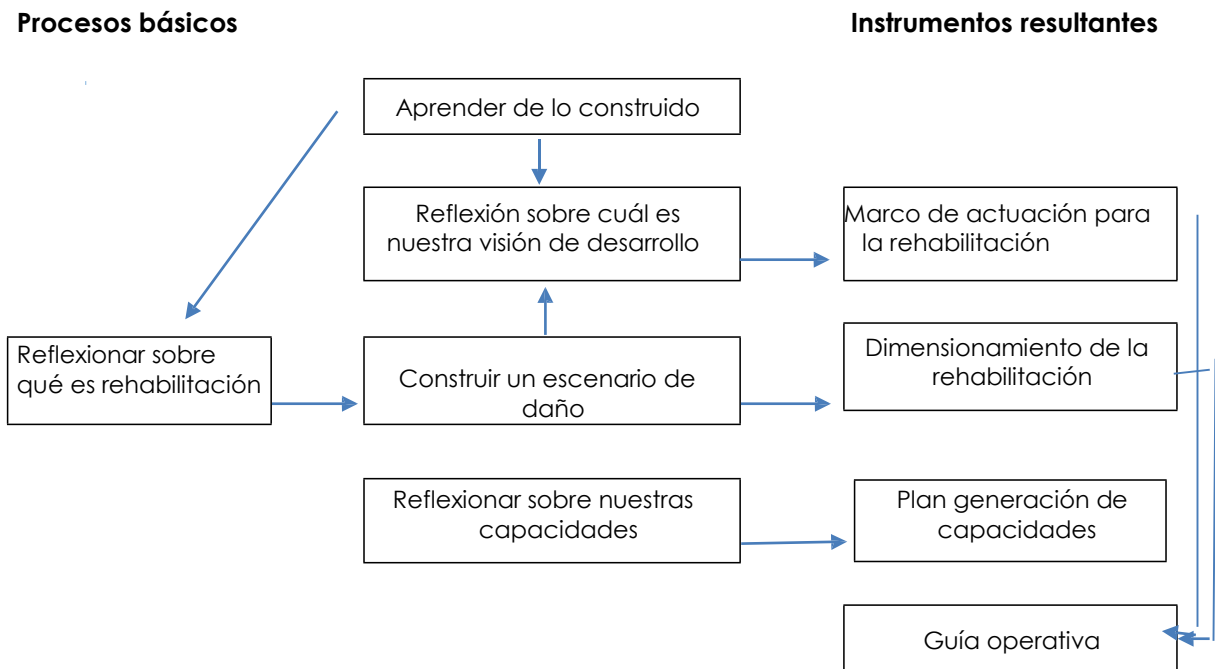 Procesos básicos
Instrumentos resultantes
Aprender de lo construido
Reflexión sobre cuál es
nuestra visión de desarrollo
Marco de actuación para
la rehabilitación
Reflexionar sobre
qué es rehabilitación
Construir un escenario de
daño
Dimensionamiento de la
rehabilitación
Reflexionar sobre nuestras
capacidades
Plan generación de
capacidades
Guía operativa